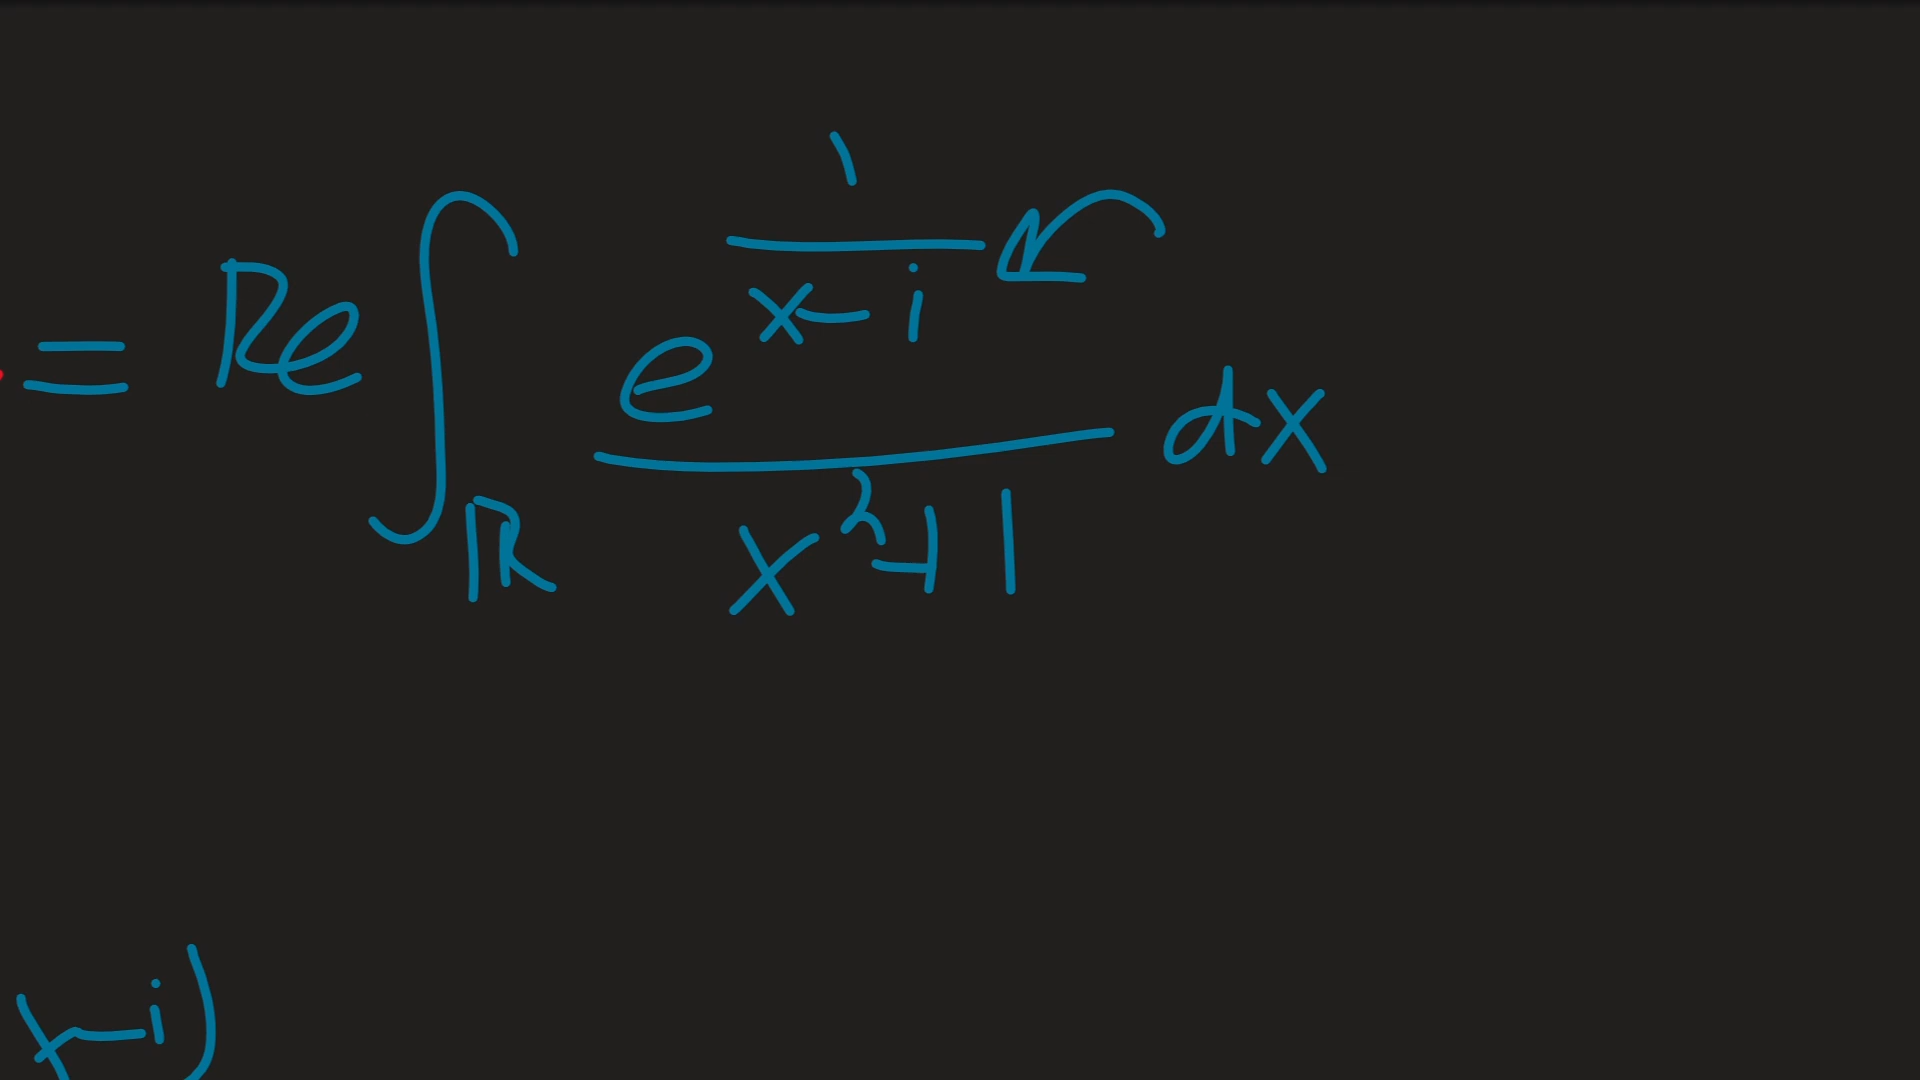 = Re ∫_ℝ e^{1/(x-i)} / (x²+1) dx
x-i)